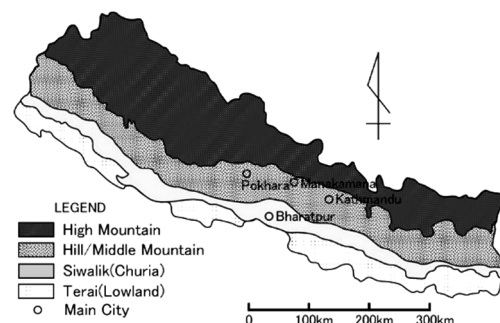 Pokhara
Manakamana
Kathmandu
Bharatpur
LEGEND
High Mountain
Hill/Middle Mountain
Siwalik(Churia)
Terai(Lowland)
Main City
0 100km 200km 300km